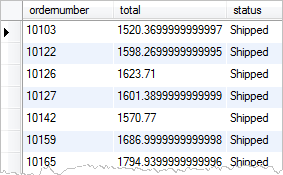 ordernumber total status
10103 1520.3699999999997 Shipped
10122 1598.2699999999995 Shipped
10126 1623.71 Shipped
10127 1601.3899999999999 Shipped
10142 1570.77 Shipped
10159 1686.9999999999998 Shipped
10165 1794.9399999999996 Shipped